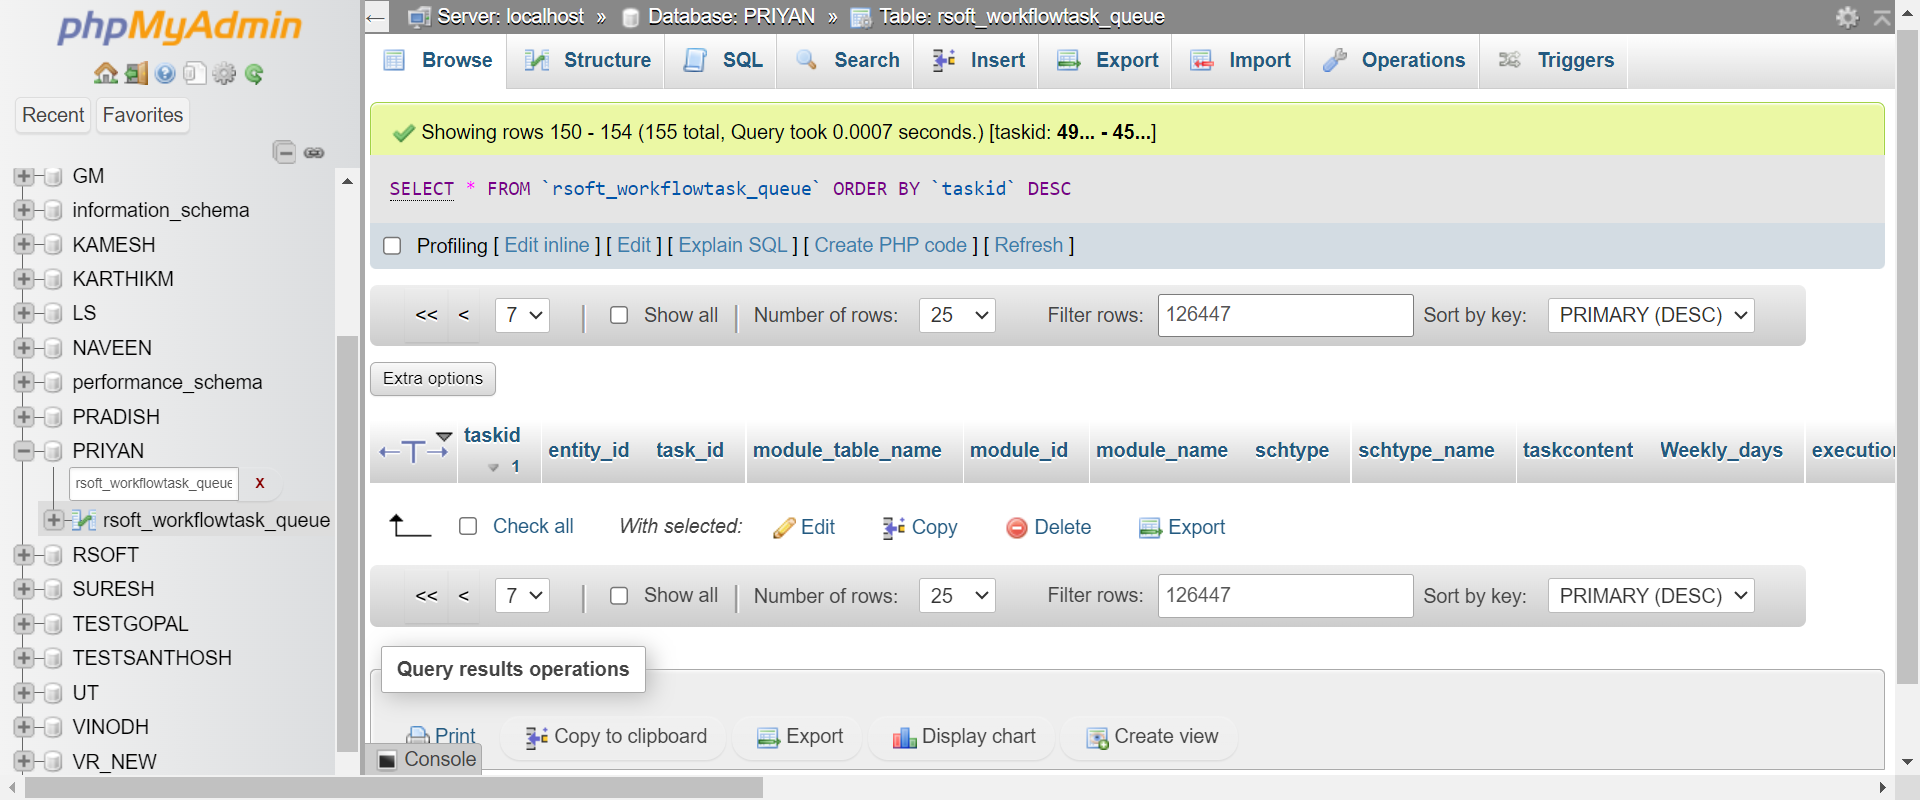 phpMyAdmin
Recent Favorites
GM
information_schema
KAMESH
KARTHIKM
LS
NAVEEN
performance_schema
PRADISH
PRIYAN
rsoft_workflowtask_queue x
rsoft_workflowtask_queue
RSOFT
SURESH
TESTGOPAL
TESTSANTHOSH
UT
VINODH
VR_NEW
Server: localhost » Database: PRIYAN » Table: rsoft_workflowtask_queue
Browse Structure SQL Search Insert Export Import Operations Triggers
Showing rows 150 - 154 (155 total, Query took 0.0007 seconds.) [taskid: 49... - 45...]
SELECT * FROM `rsoft_workflowtask_queue` ORDER BY `taskid` DESC
Profiling [ Edit inline ] [ Edit ] [ Explain SQL ] [ Create PHP code ] [ Refresh ]
<< < 7 | Show all | Number of rows: 25 Filter rows: 126447 Sort by key: PRIMARY (DESC)
Extra options
←T→ taskid 1 entity_id task_id module_table_name module_id module_name schtype schtype_name taskcontent Weekly_days execution
Check all With selected: Edit Copy Delete Export
<< < 7 | Show all | Number of rows: 25 Filter rows: 126447 Sort by key: PRIMARY (DESC)
Query results operations
Print Copy to clipboard Export Display chart Create view
Console